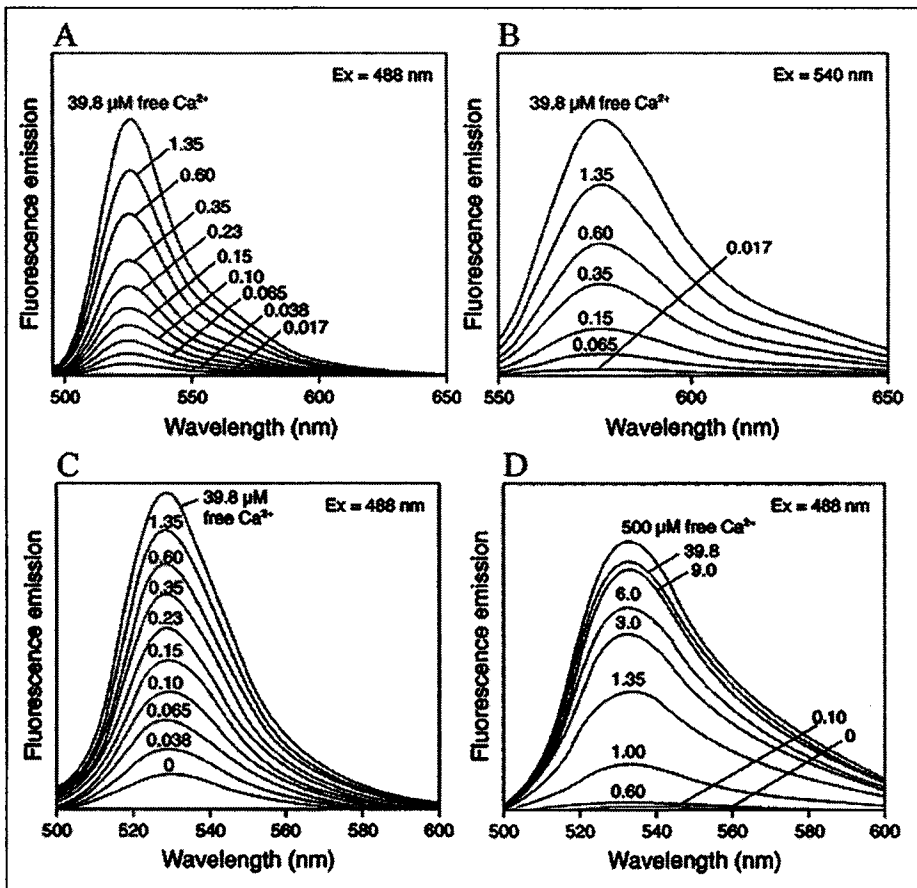 A
Ex = 488 nm
39.8 µM free Ca²⁺
1.35
0.60
0.35
0.23
0.15
0.10
0.065
0.038
0.017
Fluorescence emission
500 550 600 650
Wavelength (nm)
B
Ex = 540 nm
39.8 µM free Ca²⁺
1.35
0.60
0.35
0.15
0.065
0.017
Fluorescence emission
550 600 650
Wavelength (nm)
C
Ex = 488 nm
39.8 µM
free Ca²⁺
1.35
0.60
0.35
0.23
0.15
0.10
0.065
0.038
0
Fluorescence emission
500 520 540 560 580 600
Wavelength (nm)
D
Ex = 488 nm
500 µM free Ca²⁺
39.8
9.0
6.0
3.0
1.35
1.00
0.60
0.10
0
Fluorescence emission
500 520 540 560 580 600
Wavelength (nm)